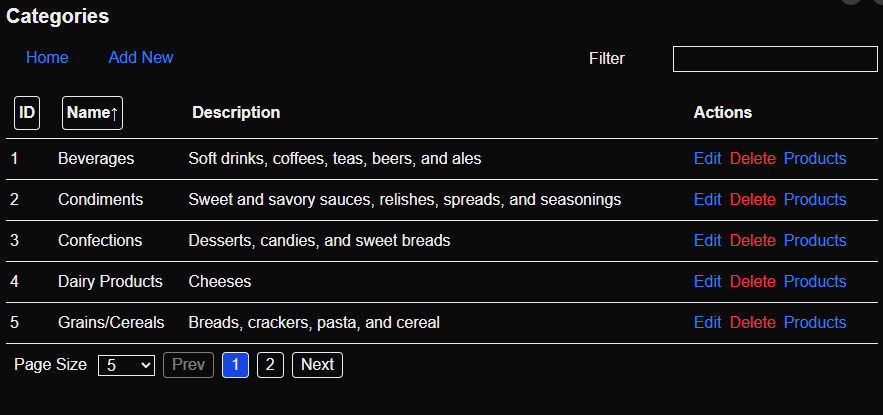 Categories
Home Add New Filter
ID Name↑ Description Actions
1 Beverages Soft drinks, coffees, teas, beers, and ales Edit Delete Products
2 Condiments Sweet and savory sauces, relishes, spreads, and seasonings Edit Delete Products
3 Confections Desserts, candies, and sweet breads Edit Delete Products
4 Dairy Products Cheeses Edit Delete Products
5 Grains/Cereals Breads, crackers, pasta, and cereal Edit Delete Products
Page Size 5 Prev 1 2 Next